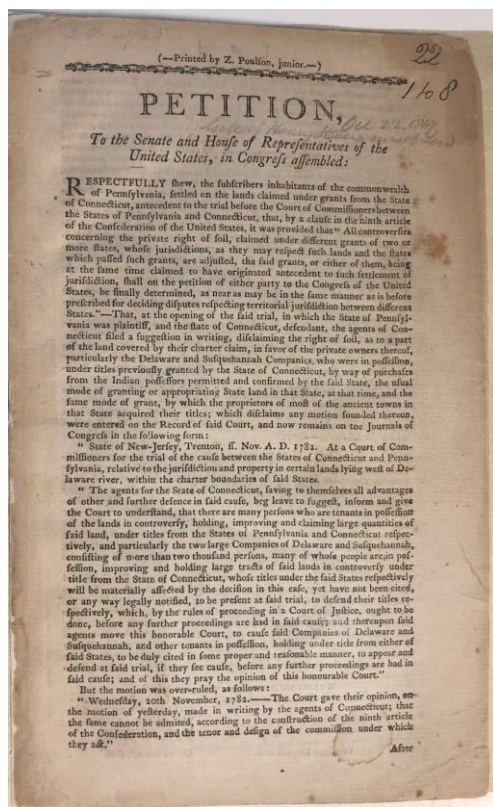 22
(—Printed by Z. Poulson, junior.—)
1 to 8
PETITION,
Dec 22. 1847
To the Senate and House of Representatives of the
United States, in Congreſs aſſembled:
RESPECTFULLY ſhew, the ſubſcribers inhabitants of the commonwealth
of Pennſylvania, ſettled on the lands claimed under grants from the State
of Connecticut, antecedent to the trial before the Court of Commiſſioners between
the States of Pennſylvania and Connecticut, that, by a clauſe in the ninth article
of the Confederation of the United States, it was provided that "All controverſies
concerning the private right of ſoil, claimed under different grants of two or
more ſtates, whoſe juriſdictions, as they may reſpect ſuch lands and the ſtates
which paſſed ſuch grants, are adjuſted, the ſaid grants, or either of them, being
at the ſame time claimed to have originated antecedent to ſuch ſettlement of
juriſdiction, ſhall on the petition of either party to the Congreſs of the United
States, be finally determined, as near as may be in the ſame manner as is before
preſcribed for deciding diſputes reſpecting territorial juriſdiction between different
States."—That, at the opening of the ſaid trial, in which the State of Pennſyl-
vania was plaintiff, and the ſtate of Connecticut, defendant, the agents of Con-
necticut filed a ſuggeſtion in writing, diſclaiming the right of ſoil, as to a part
of the land covered by their charter claim, in favor of the private owners thereof,
particularly the Delaware and Suſquehannah Companies, who were in poſſeſſion,
under titles previouſly granted by the State of Connecticut, by way of purchaſes
from the Indian poſſeſſors permitted and confirmed by the ſaid State, the uſual
mode of granting or appropriating State land in that State, at that time, and the
ſame mode of grant, by which the proprietors of moſt of the ancient towns in
that State acquired their titles; which diſclaims any motion founded thereon,
were entered on the Record of ſaid Court, and now remains on the Journals of
Congreſs in the following form:
" State of New-Jerſey, Trenton, ſſ. Nov. A. D. 1782. At a Court of Com-
miſſioners for the trial of the cauſe between the States of Connecticut and Penn-
ſylvania, relative to the juriſdiction and property in certain lands lying weſt of De-
laware river, within the charter boundaries of ſaid States.
" The agents for the State of Connecticut, ſaving to themſelves all advantages
of other and further defence in ſaid cauſe, beg leave to ſuggeſt, inform and give
the Court to underſtand, that there are many perſons who are tenants in poſſeſſion
of the lands in controverſy, holding, improving and claiming large quantities of
ſaid land, under titles from the States of Pennſylvania and Connecticut reſpec-
tively, and particularly the two large Companies of Delaware and Suſquehannah,
conſiſting of more than two thouſand perſons, many of whoſe people are in poſ-
ſeſſion, improving and holding large tracts of ſaid lands in controverſy under
title from the State of Connecticut, whoſe titles under the ſaid States reſpectively
will be materially affected by the deciſion in this caſe, yet have not been cited,
or any way legally notified, to be preſent at ſaid trial, to defend their titles re-
ſpectively, which, by the rules of proceeding in a Court of Juſtice, ought to be
done, before any further proceedings are had in ſaid cauſe; and thereupon ſaid
agents move this honorable Court, to cauſe ſaid Companies of Delaware and
Suſquehannah, and other tenants in poſſeſſion, holding under title from either of
ſaid States, to be duly cited in ſome proper and reaſonable manner, to appear and
defend at ſaid trial, if they ſee cauſe, before any further proceedings are had in
ſaid cauſe; and of this they pray the opinion of this honourable Court."
But the motion was over-ruled, as follows:
" Wedneſday, 20th November, 1782.——The Court gave their opinion, on
the motion of yeſterday, made in writing by the agents of Connecticut; that
the ſame cannot be admitted, according to the conſtruction of the ninth article
of the Confederation, and the tenor and deſign of the commiſſion under which
they act."
After